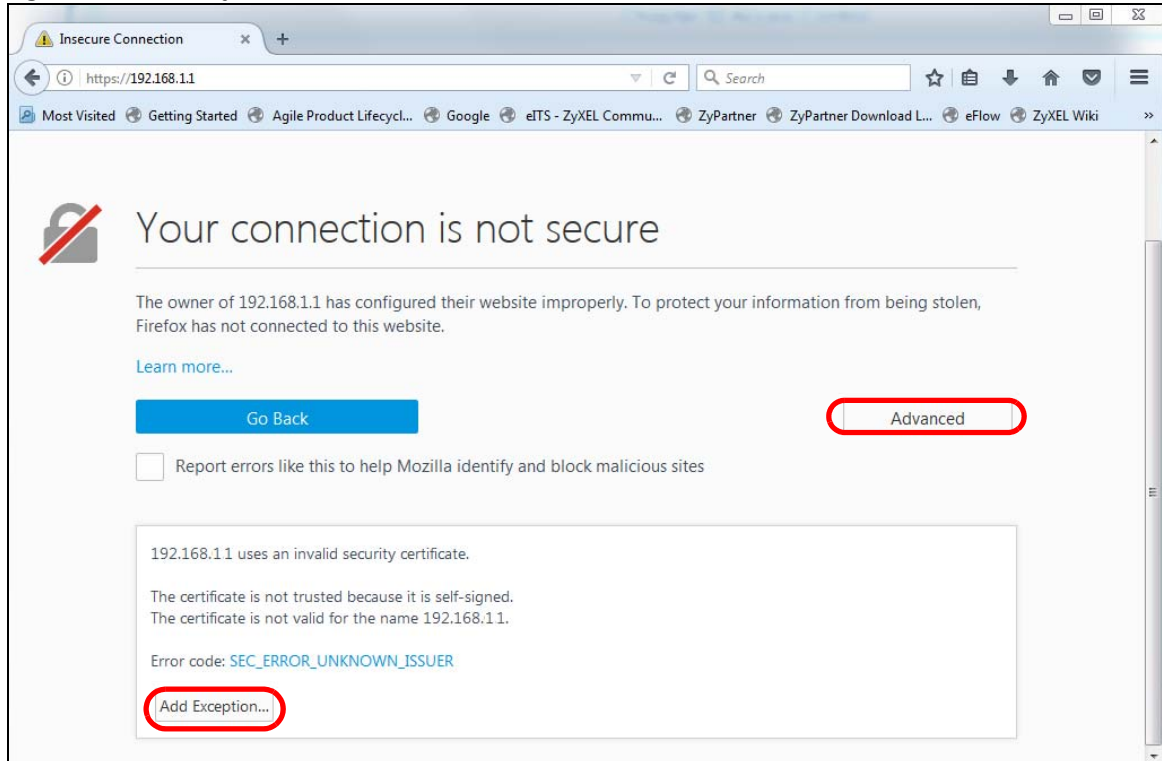 Insecure Connection
https://192.168.1.1
Search
Most Visited Getting Started Agile Product Lifecycl... Google eITS - ZyXEL Commu... ZyPartner ZyPartner Download L... eFlow ZyXEL Wiki
Your connection is not secure
The owner of 192.168.1.1 has configured their website improperly. To protect your information from being stolen,
Firefox has not connected to this website.
Learn more...
Go Back
Advanced
Report errors like this to help Mozilla identify and block malicious sites
192.168.1.1 uses an invalid security certificate.
The certificate is not trusted because it is self-signed.
The certificate is not valid for the name 192.168.1.1.
Error code: SEC_ERROR_UNKNOWN_ISSUER
Add Exception...